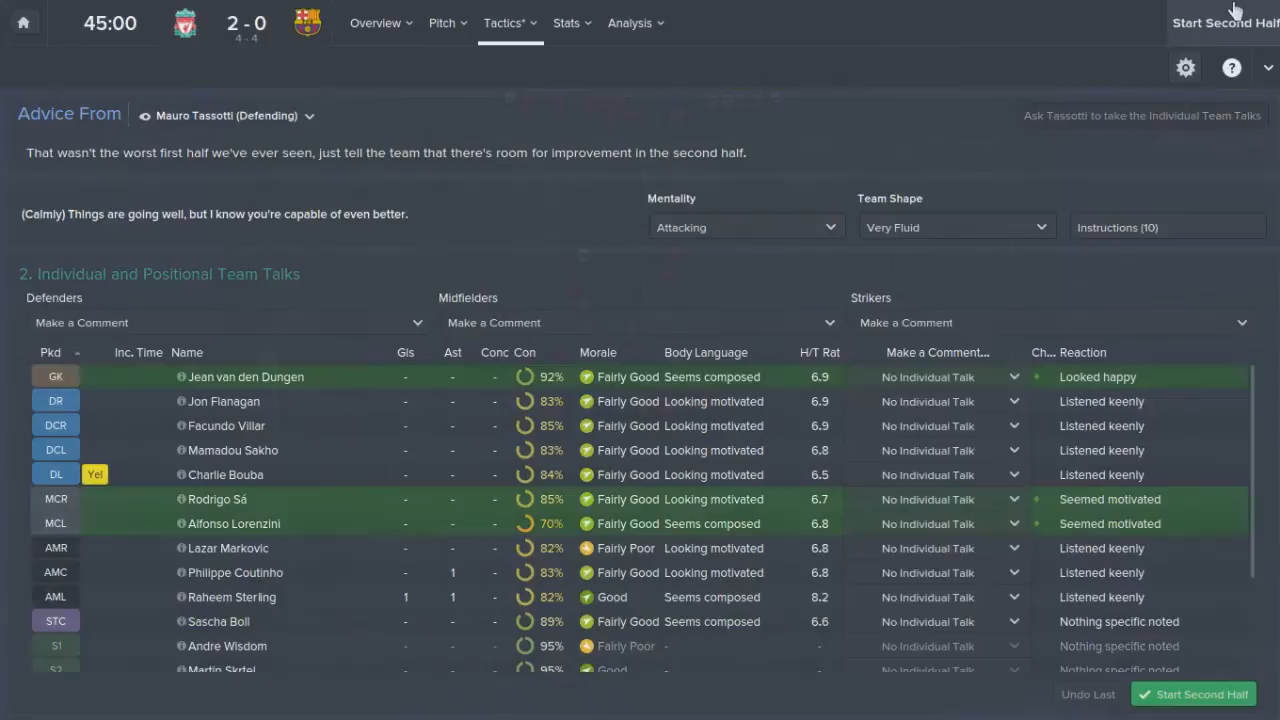 45:00 2 - 0 Overview Pitch Tactics* Stats Analysis Start Second Half
4 - 4
Advice From Mauro Tassotti (Defending) Ask Tassotti to take the Individual Team Talks
That wasn't the worst first half we've ever seen, just tell the team that there's room for improvement in the second half.
Mentality Team Shape
(Calmly) Things are going well, but I know you're capable of even better.
Attacking Very Fluid Instructions (10)
2. Individual and Positional Team Talks
Defenders Midfielders Strikers
Make a Comment Make a Comment Make a Comment
Pkd Inc. Time Name Gls Ast Conc Con Morale Body Language H/T Rat Make a Comment... Ch... Reaction
GK Jean van den Dungen - - - 92% Fairly Good Seems composed 6.9 No Individual Talk Looked happy
DR Jon Flanagan - - - 83% Fairly Good Looking motivated 6.9 No Individual Talk Listened keenly
DCR Facundo Villar - - - 85% Fairly Good Looking motivated 6.9 No Individual Talk Listened keenly
DCL Mamadou Sakho - - - 83% Fairly Good Looking motivated 6.8 No Individual Talk Listened keenly
DL Yel Charlie Bouba - - - 84% Fairly Good Looking motivated 6.5 No Individual Talk Listened keenly
MCR Rodrigo Sá - - - 85% Fairly Good Looking motivated 6.7 No Individual Talk Seemed motivated
MCL Alfonso Lorenzini - - - 70% Fairly Good Seems composed 6.8 No Individual Talk Seemed motivated
AMR Lazar Markovic - - - 82% Fairly Poor Looking motivated 6.8 No Individual Talk Listened keenly
AMC Philippe Coutinho - 1 - 83% Fairly Good Looking motivated 6.8 No Individual Talk Listened keenly
AML Raheem Sterling 1 1 - 82% Good Seems composed 8.2 No Individual Talk Listened keenly
STC Sascha Boll - - - 89% Fairly Good Seems composed 6.6 No Individual Talk Nothing specific noted
S1 Andre Wisdom - - - 95% Fairly Poor - - No Individual Talk Nothing specific noted
S2 Martin Skrtel - - - 95% Good - - No Individual Talk Nothing specific noted
Undo Last Start Second Half